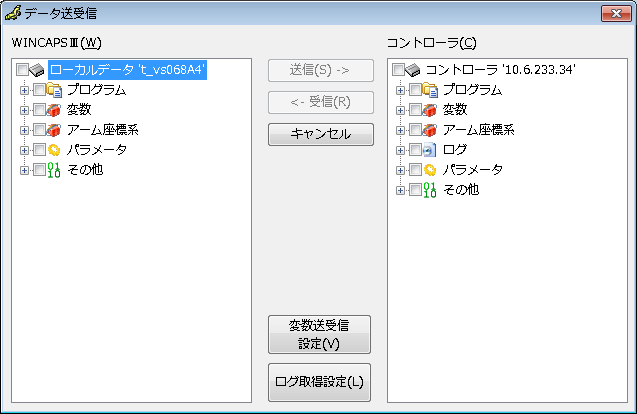 データ送受信
WINCAPSⅢ(W)
ローカルデータ 't_vs068A4'
プログラム
変数
アーム座標系
パラメータ
その他
送信(S) ->
<- 受信(R)
キャンセル
変数送受信
設定(V)
ログ取得設定(L)
コントローラ(C)
コントローラ '10.6.233.34'
プログラム
変数
アーム座標系
ログ
パラメータ
その他